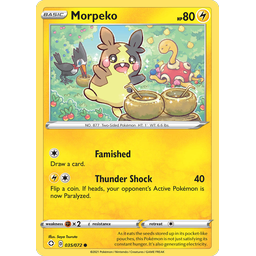 BASIC
Morpeko
HP 80
NO. 877 Two-Sided Pokémon HT: 1' WT: 6.6 lbs.
Famished
Draw a card.
Thunder Shock 40
Flip a coin. If heads, your opponent's Active Pokémon is
now Paralyzed.
weakness ×2 resistance retreat
Illus. Saya Tsuruta
As it eats the seeds stored up in its pocket-like
pouches, this Pokémon is not just satisfying its
constant hunger. It's also generating electricity.
035/072
©2021 Pokémon / Nintendo / Creatures / GAME FREAK